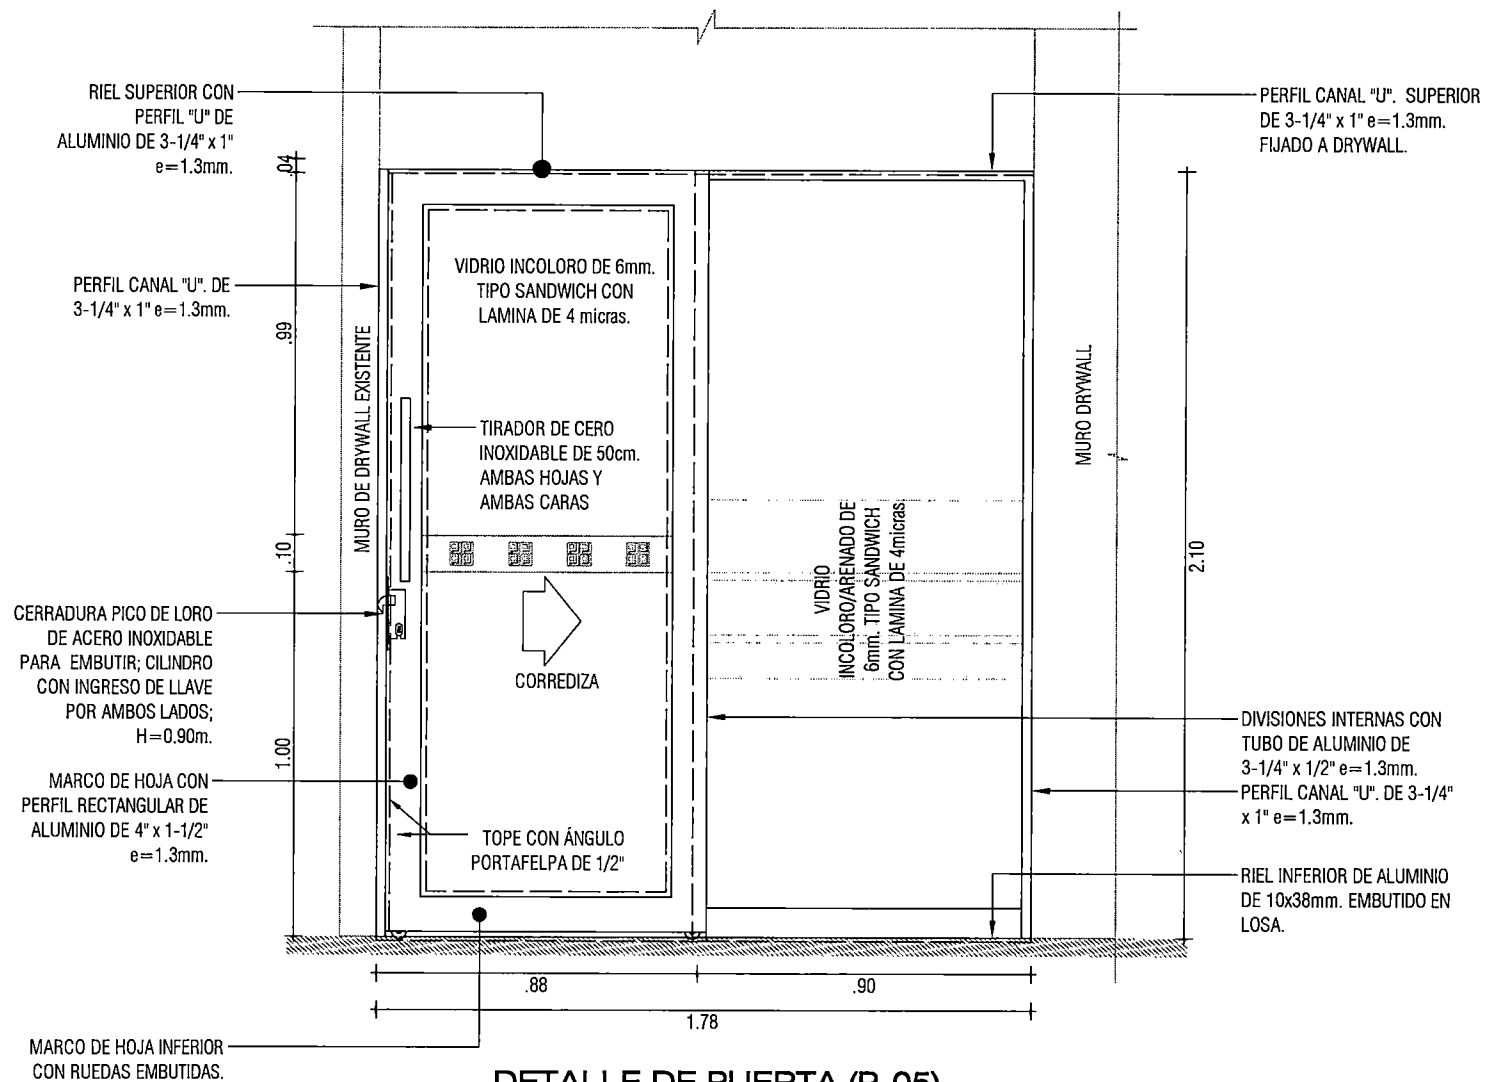 RIEL SUPERIOR CON
PERFIL "U" DE
ALUMINIO DE 3-1/4" x 1"
e=1.3mm.
PERFIL CANAL "U". SUPERIOR
DE 3-1/4" x 1" e=1.3mm.
FIJADO A DRYWALL.
.04
PERFIL CANAL "U". DE
3-1/4" x 1" e=1.3mm.
.99
VIDRIO INCOLORO DE 6mm.
TIPO SANDWICH CON
LAMINA DE 4 micras.
MURO DE DRYWALL EXISTENTE
TIRADOR DE CERO
INOXIDABLE DE 50cm.
AMBAS HOJAS Y
AMBAS CARAS
MURO DRYWALL
.10
2.10
VIDRIO
INCOLORO/ARENADO DE
6mm. TIPO SANDWICH
CON LAMINA DE 4micras
CERRADURA PICO DE LORO
DE ACERO INOXIDABLE
PARA EMBUTIR; CILINDRO
CON INGRESO DE LLAVE
POR AMBOS LADOS;
H=0.90m.
CORREDIZA
1.00
MARCO DE HOJA CON
PERFIL RECTANGULAR DE
ALUMINIO DE 4" x 1-1/2"
e=1.3mm.
TOPE CON ÁNGULO
PORTAFELPA DE 1/2"
DIVISIONES INTERNAS CON
TUBO DE ALUMINIO DE
3-1/4" x 1/2" e=1.3mm.
PERFIL CANAL "U". DE 3-1/4"
x 1" e=1.3mm.
RIEL INFERIOR DE ALUMINIO
DE 10x38mm. EMBUTIDO EN
LOSA.
.88
.90
1.78
MARCO DE HOJA INFERIOR
CON RUEDAS EMBUTIDAS.
DETALLE DE PUERTA (P-05)